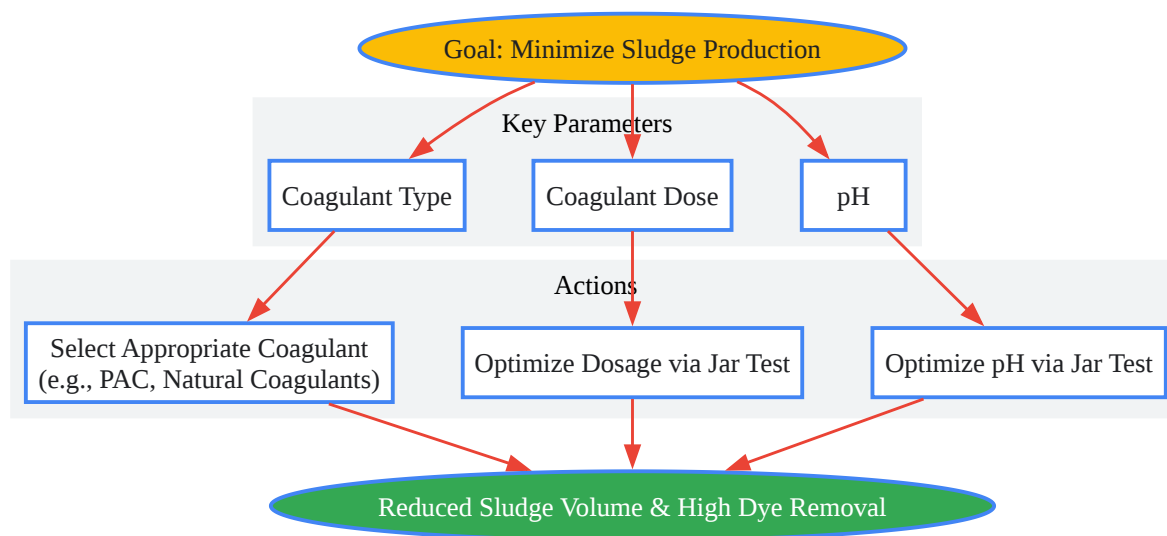 Goal: Minimize Sludge Production
Key Parameters
Coagulant Type
Coagulant Dose
pH
Actions
Select Appropriate Coagulant
(e.g., PAC, Natural Coagulants)
Optimize Dosage via Jar Test
Optimize pH via Jar Test
Reduced Sludge Volume & High Dye Removal